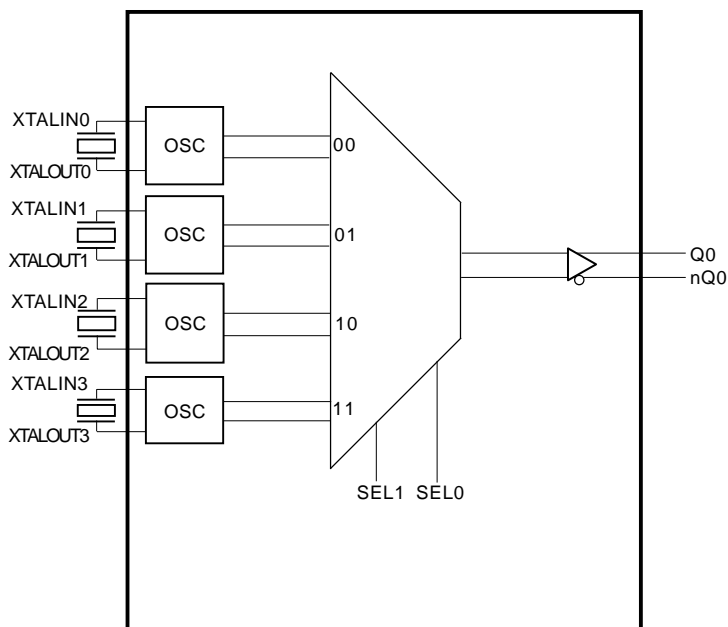 XTALIN0
OSC
00
XTALOUT0
XTALIN1
OSC
01
XTALOUT1
Q0
nQ0
XTALIN2
OSC
10
XTALOUT2
XTALIN3
OSC
11
XTALOUT3
SEL1 SEL0